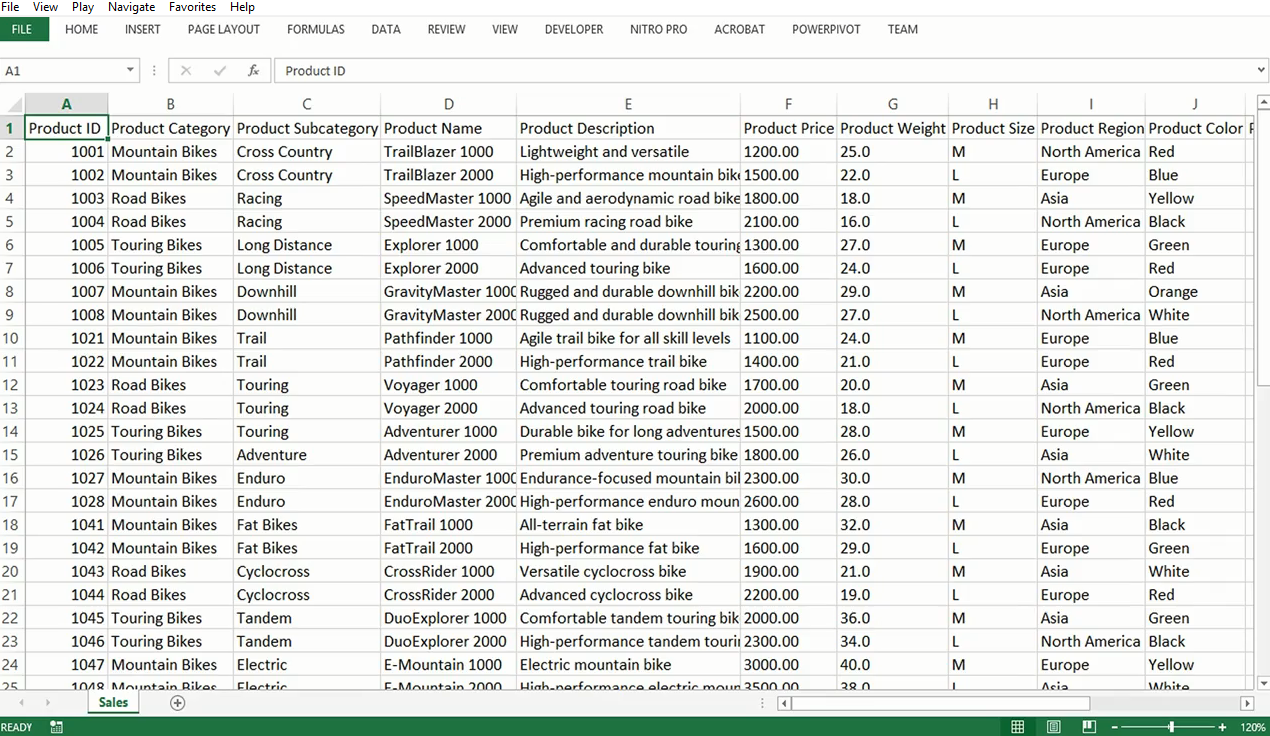 File View Play Navigate Favorites Help
FILE HOME INSERT PAGE LAYOUT FORMULAS DATA REVIEW VIEW DEVELOPER NITRO PRO ACROBAT POWERPIVOT TEAM
A1 fx Product ID
A B C D E F G H I J
1 Product ID Product Category Product Subcategory Product Name Product Description Product Price Product Weight Product Size Product Region Product Color
2 1001 Mountain Bikes Cross Country TrailBlazer 1000 Lightweight and versatile 1200.00 25.0 M North America Red
3 1002 Mountain Bikes Cross Country TrailBlazer 2000 High-performance mountain bik 1500.00 22.0 L Europe Blue
4 1003 Road Bikes Racing SpeedMaster 1000 Agile and aerodynamic road bike 1800.00 18.0 M Asia Yellow
5 1004 Road Bikes Racing SpeedMaster 2000 Premium racing road bike 2100.00 16.0 L North America Black
6 1005 Touring Bikes Long Distance Explorer 1000 Comfortable and durable touring 1300.00 27.0 M Europe Green
7 1006 Touring Bikes Long Distance Explorer 2000 Advanced touring bike 1600.00 24.0 L Europe Red
8 1007 Mountain Bikes Downhill GravityMaster 1000 Rugged and durable downhill bik 2200.00 29.0 M Asia Orange
9 1008 Mountain Bikes Downhill GravityMaster 2000 Rugged and durable downhill bik 2500.00 27.0 L North America White
10 1021 Mountain Bikes Trail Pathfinder 1000 Agile trail bike for all skill levels 1100.00 24.0 M Europe Blue
11 1022 Mountain Bikes Trail Pathfinder 2000 High-performance trail bike 1400.00 21.0 L Europe Red
12 1023 Road Bikes Touring Voyager 1000 Comfortable touring road bike 1700.00 20.0 M Asia Green
13 1024 Road Bikes Touring Voyager 2000 Advanced touring road bike 2000.00 18.0 L North America Black
14 1025 Touring Bikes Touring Adventurer 1000 Durable bike for long adventures 1500.00 28.0 M Europe Yellow
15 1026 Touring Bikes Adventure Adventurer 2000 Premium adventure touring bike 1800.00 26.0 L Asia White
16 1027 Mountain Bikes Enduro EnduroMaster 1000 Endurance-focused mountain bil 2300.00 30.0 M North America Blue
17 1028 Mountain Bikes Enduro EnduroMaster 2000 High-performance enduro moun 2600.00 28.0 L Europe Red
18 1041 Mountain Bikes Fat Bikes FatTrail 1000 All-terrain fat bike 1300.00 32.0 M Asia Black
19 1042 Mountain Bikes Fat Bikes FatTrail 2000 High-performance fat bike 1600.00 29.0 L Europe Green
20 1043 Road Bikes Cyclocross CrossRider 1000 Versatile cyclocross bike 1900.00 21.0 M Asia White
21 1044 Road Bikes Cyclocross CrossRider 2000 Advanced cyclocross bike 2200.00 19.0 L Europe Red
22 1045 Touring Bikes Tandem DuoExplorer 1000 Comfortable tandem touring bik 2000.00 36.0 M Asia Green
23 1046 Touring Bikes Tandem DuoExplorer 2000 High-performance tandem touri 2300.00 34.0 L North America Black
24 1047 Mountain Bikes Electric E-Mountain 1000 Electric mountain bike 3000.00 40.0 M Europe Yellow
25 1048 Mountain Bikes Electric E-Mountain 2000 High-performance electric moun 3500.00 38.0 L Asia White
Sales
READY 120%